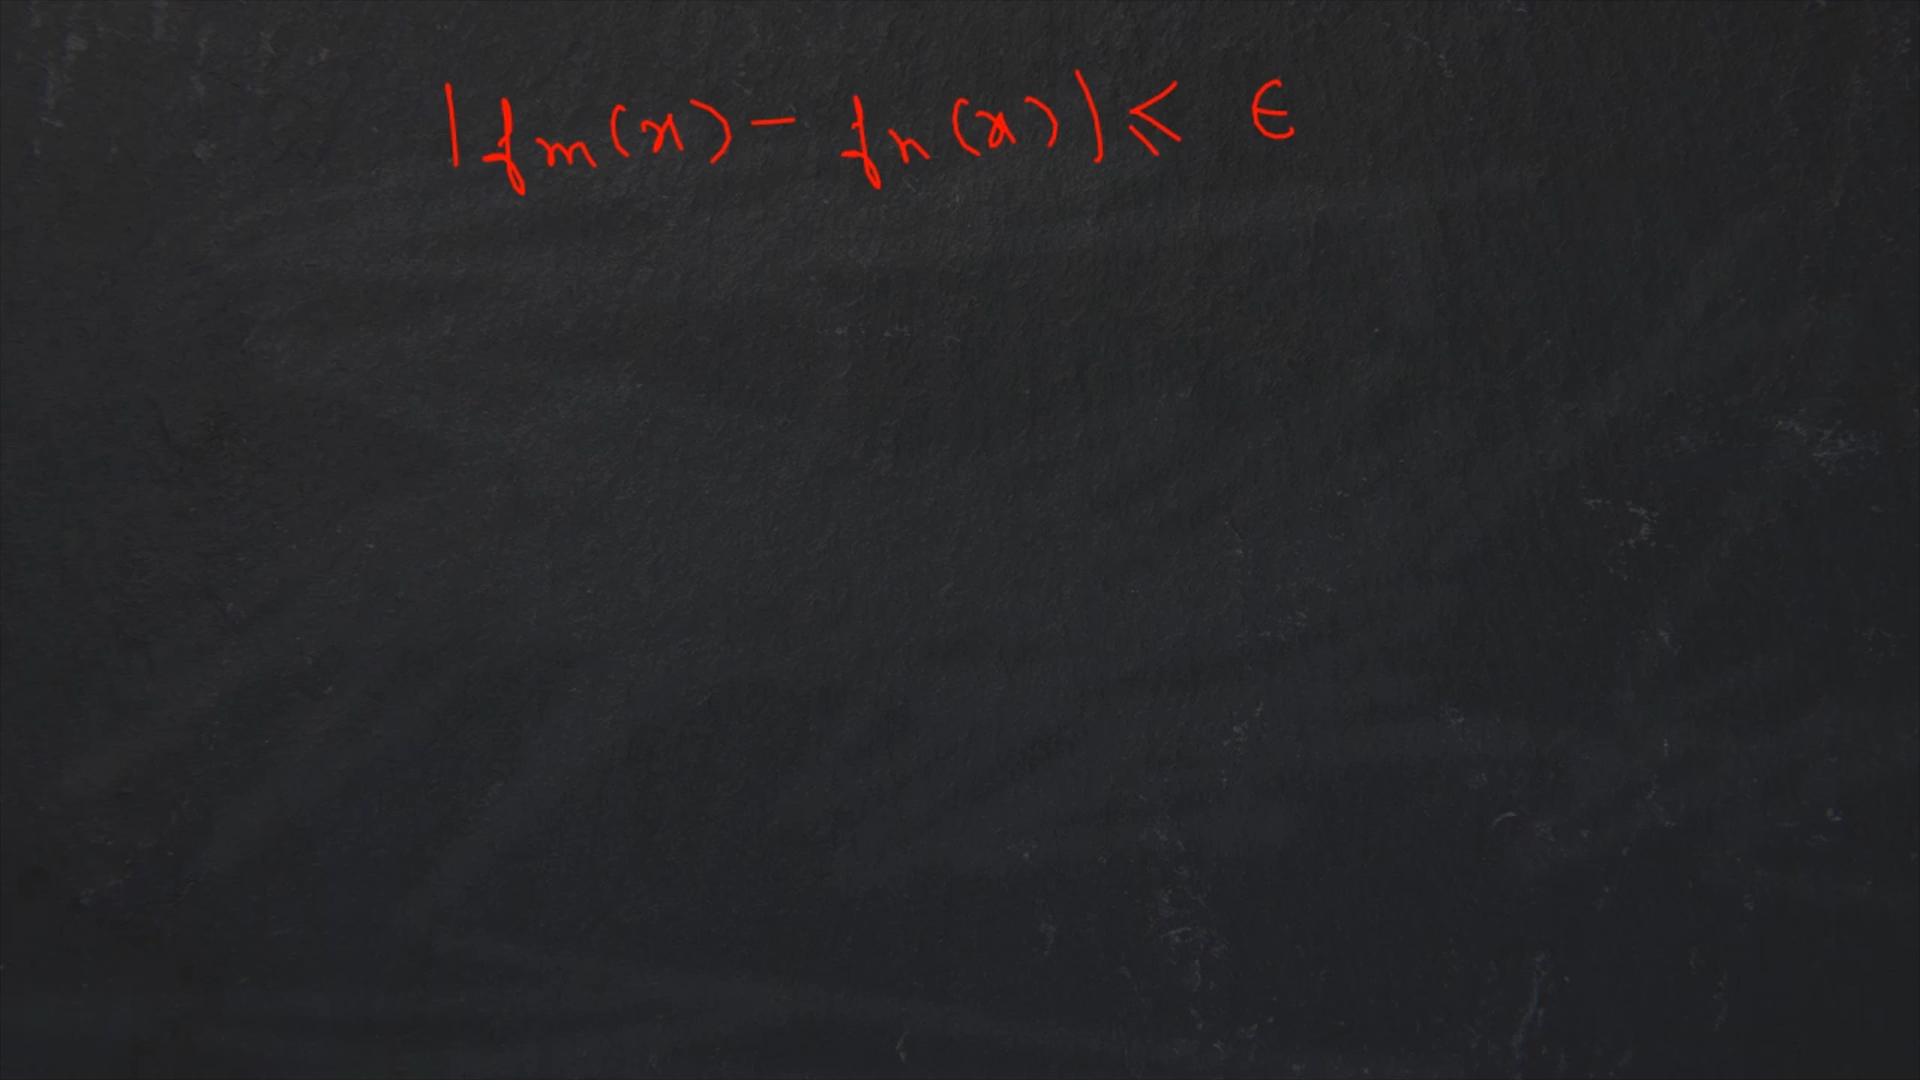 |fm(x) - fn(x)| ≤ ϵ